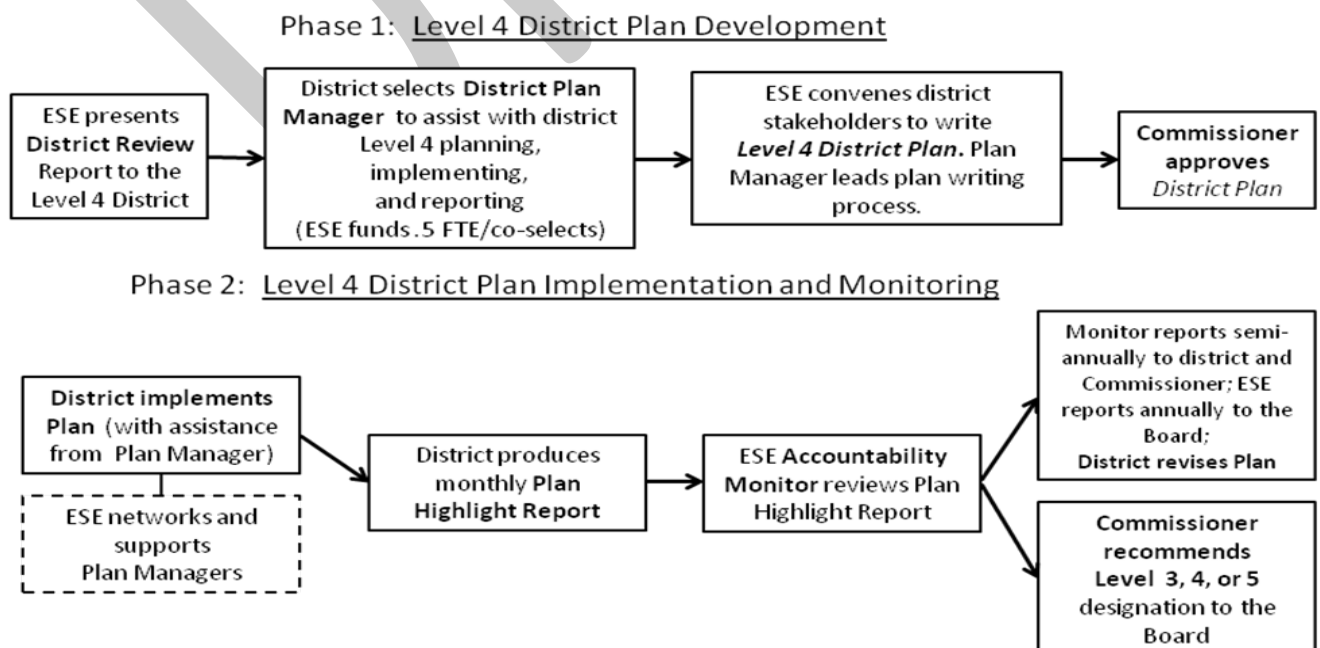 Phase 1: Level 4 District Plan Development
ESE presents
District Review
Report to the
Level 4 District
District selects District Plan
Manager to assist with district
Level 4 planning,
implementing,
and reporting
(ESE funds .5 FTE/co-selects)
ESE convenes district
stakeholders to write
Level 4 District Plan. Plan
Manager leads plan writing
process.
Commissioner
approves
District Plan
Phase 2: Level 4 District Plan Implementation and Monitoring
District implements
Plan (with assistance
from Plan Manager)
ESE networks and
supports
Plan Managers
District produces
monthly Plan
Highlight Report
ESE Accountability
Monitor reviews Plan
Highlight Report
Monitor reports semi-
annually to district and
Commissioner; ESE
reports annually to the
Board;
District revises Plan
Commissioner
recommends
Level 3, 4, or 5
designation to the
Board